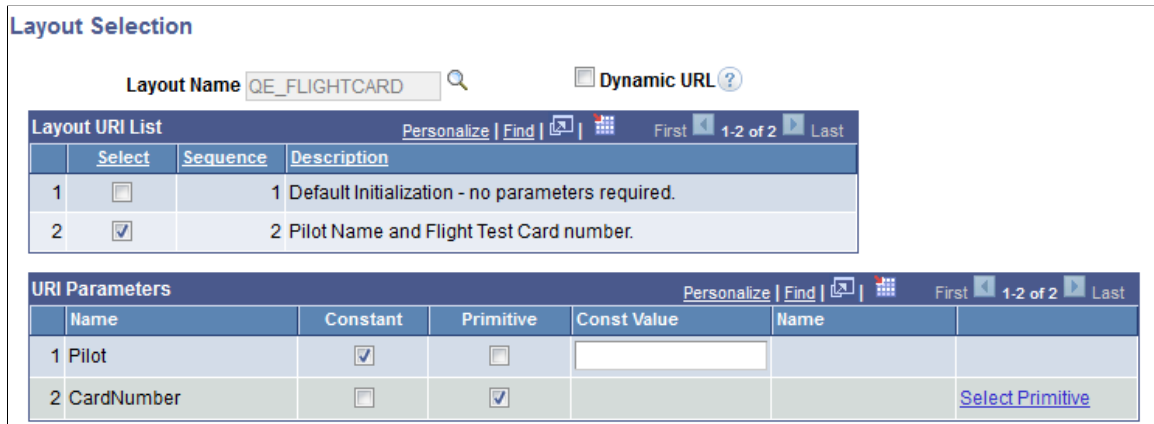 Layout Selection
Layout Name QE_FLIGHTCARD Dynamic URL ?
Layout URI List Personalize | Find | | First 1-2 of 2 Last
Select Sequence Description
1 1 Default Initialization - no parameters required.
2 2 Pilot Name and Flight Test Card number.
URI Parameters Personalize | Find | | First 1-2 of 2 Last
Name Constant Primitive Const Value Name
1 Pilot
2 CardNumber Select Primitive